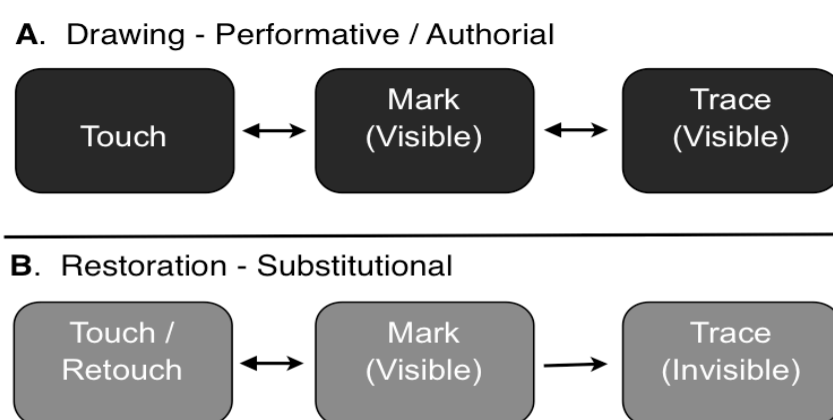 A. Drawing - Performative / Authorial
Touch
Mark
(Visible)
Trace
(Visible)
B. Restoration - Substitutional
Touch /
Retouch
Mark
(Visible)
Trace
(Invisible)